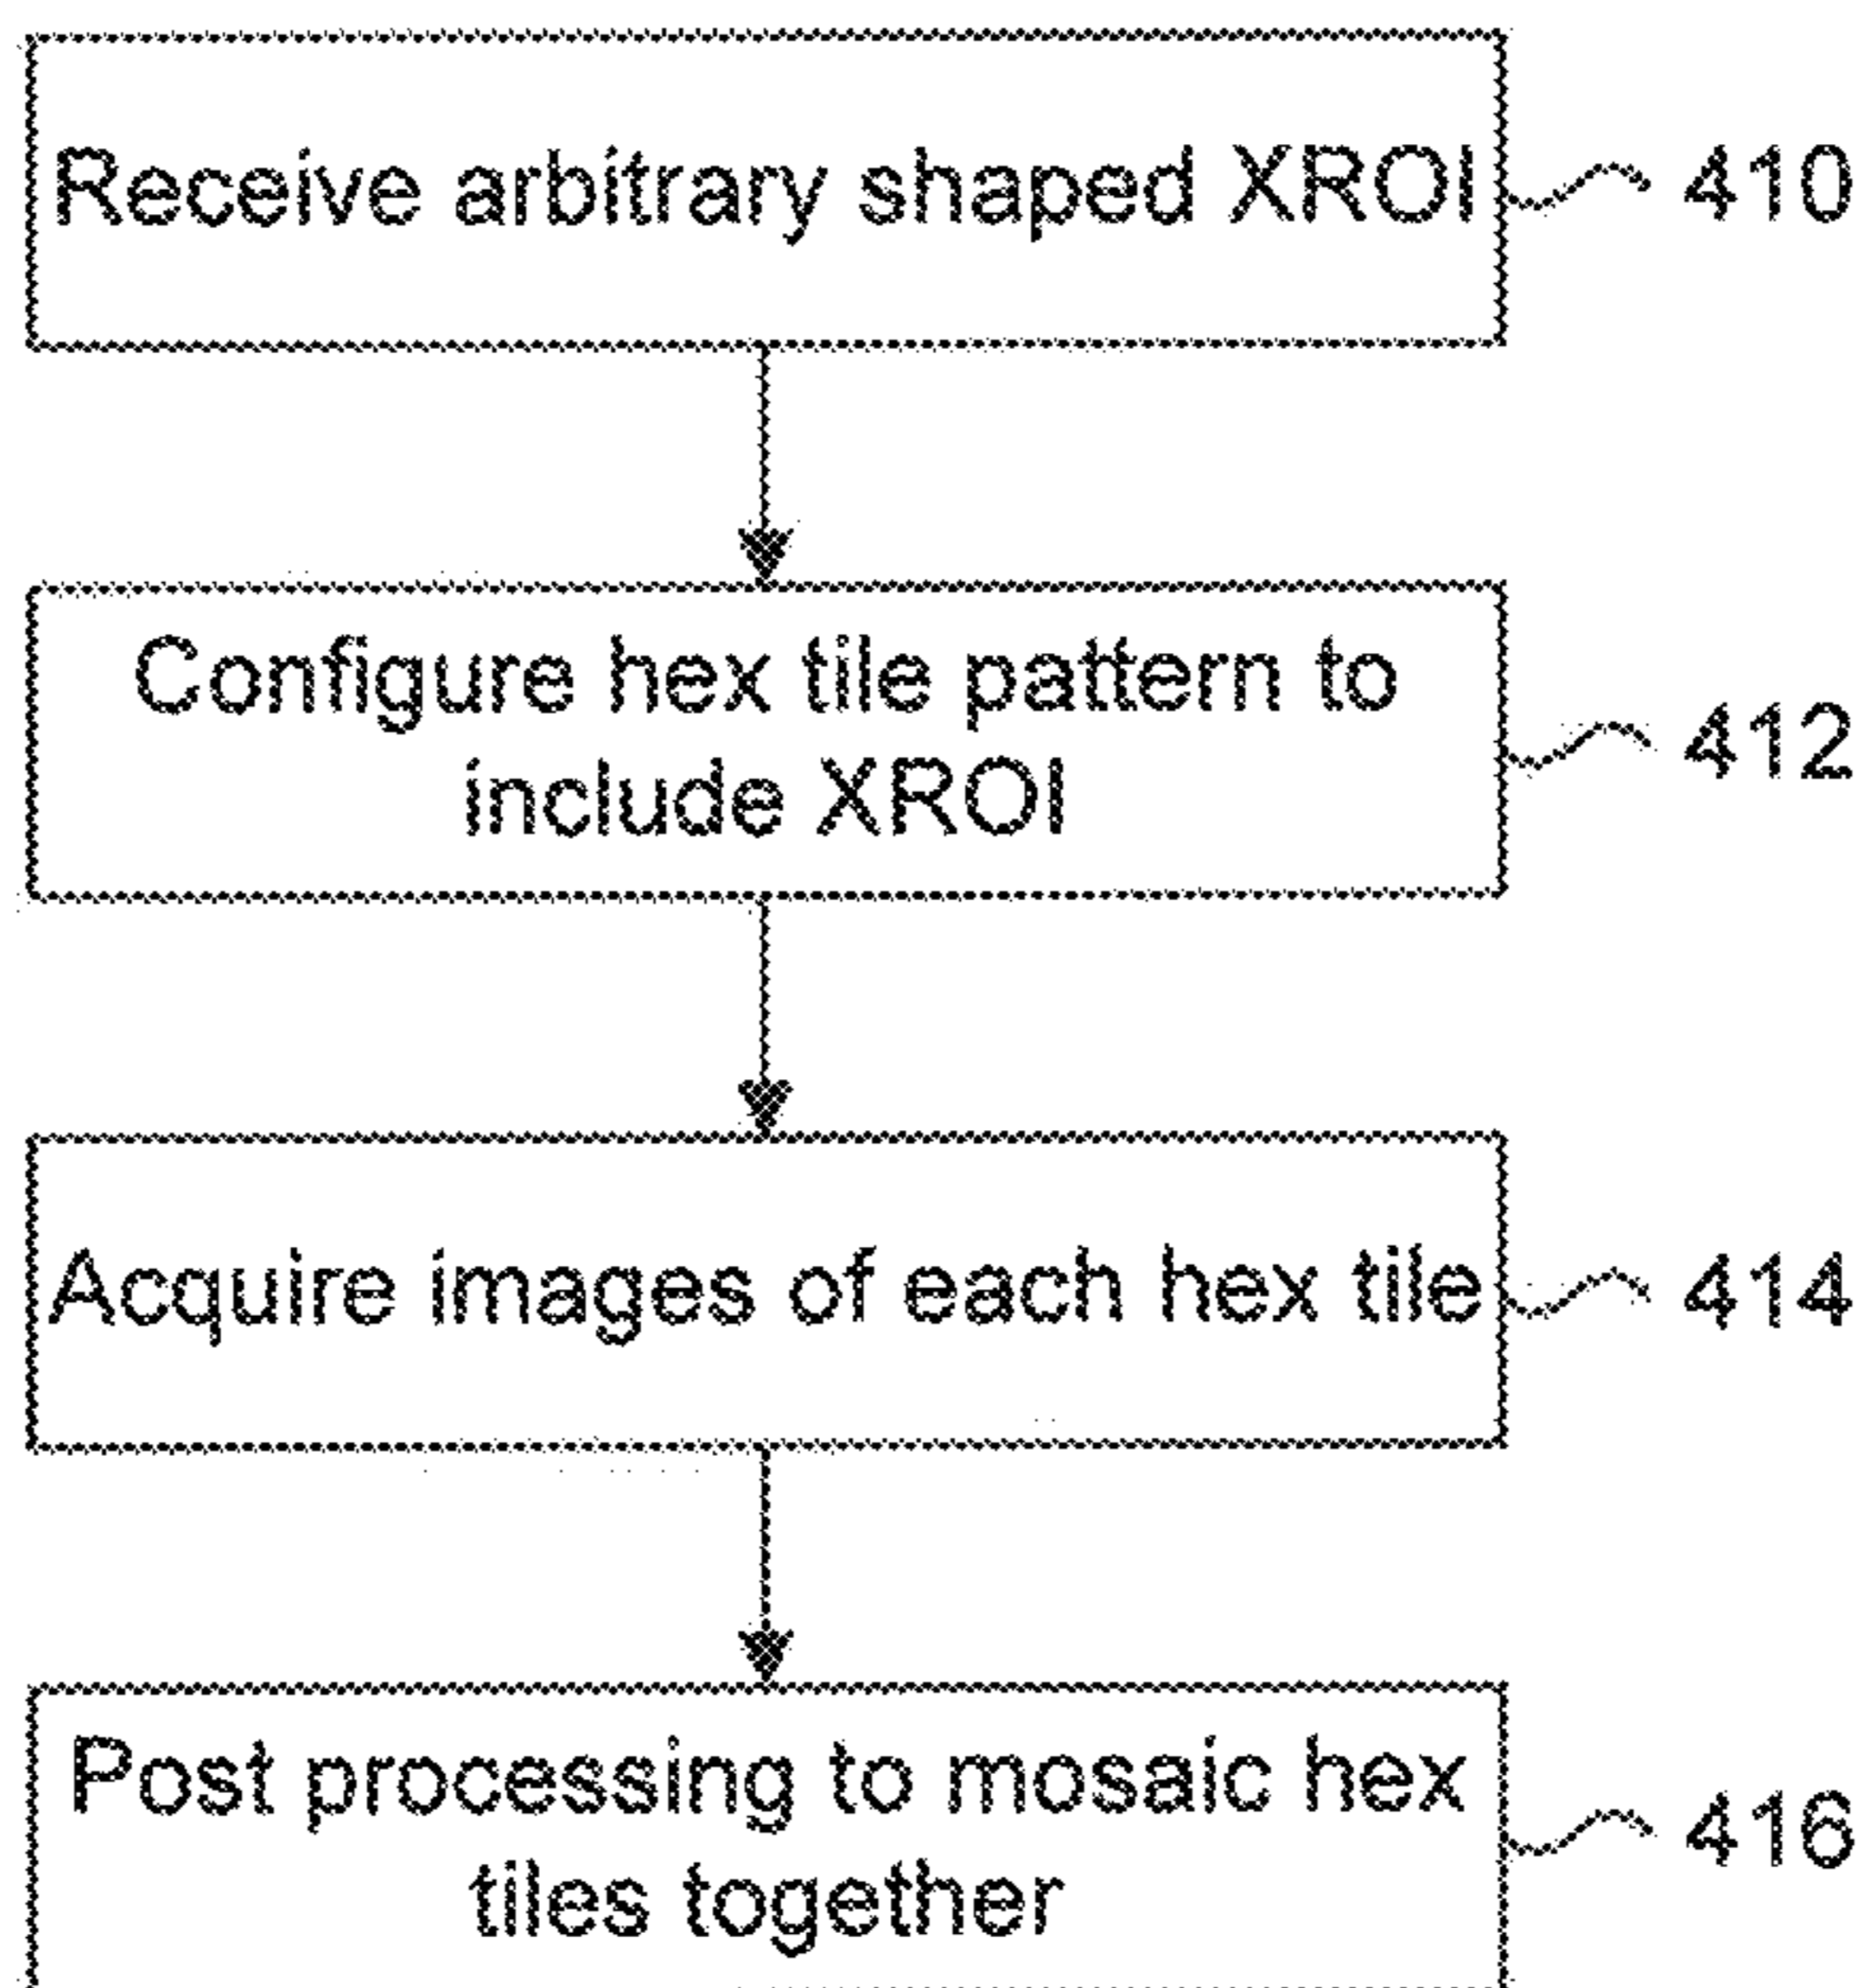 Receive arbitrary shaped XROI
410
Configure hex tile pattern to
include XROI
412
Acquire images of each hex tile
414
Post processing to mosaic hex
tiles together
416